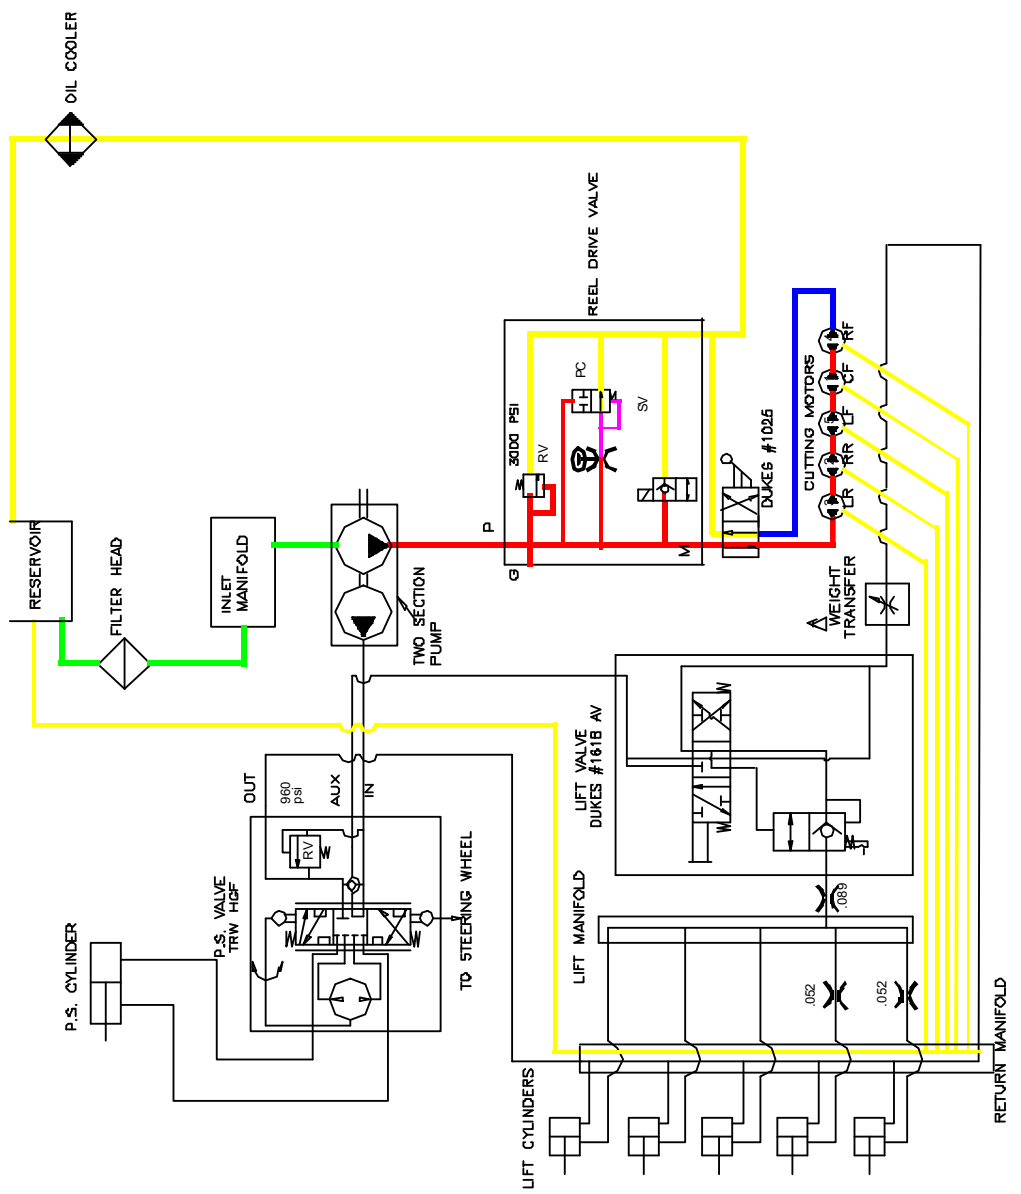 OIL COOLER
RESERVOIR
FILTER HEAD
INLET
MANIFOLD
TWO SECTION
PUMP
REEL DRIVE VALVE
3000 PSI
RV
PC
SV
P
G
M
DUKES #1026
CUTTING MOTORS
LR
RR
LF
CF
RF
WEIGHT
TRANSFER
LIFT VALVE
DUKES #161B AV
OUT
960
psi
AUX
IN
RV
P.S. VALVE
TRW HGF
TO STEERING WHEEL
P.S. CYLINDER
LIFT MANIFOLD
.089
.052
.052
LIFT CYLINDERS
RETURN MANIFOLD